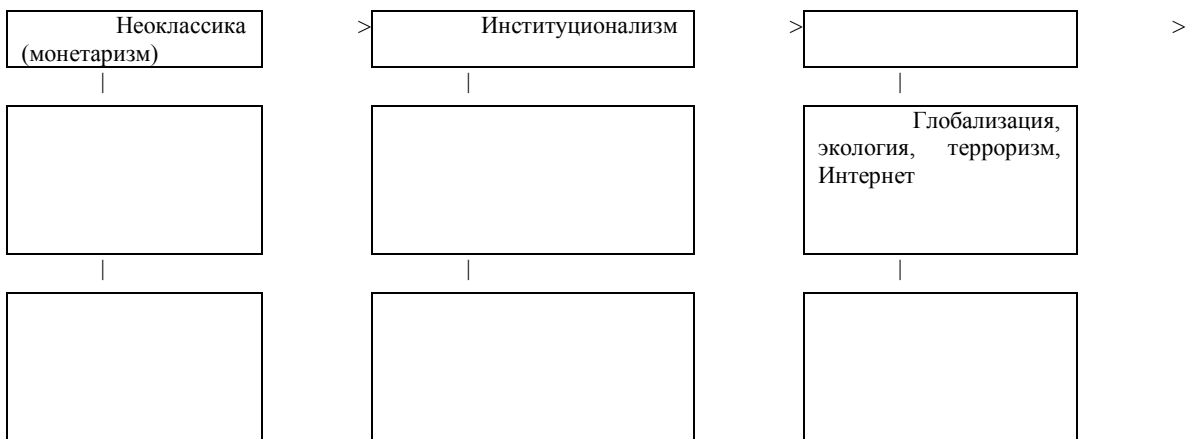 Неоклассика > Институционализм > >
(монетаризм)
| | |
Глобализация,
экология, терроризм,
Интернет
| | |